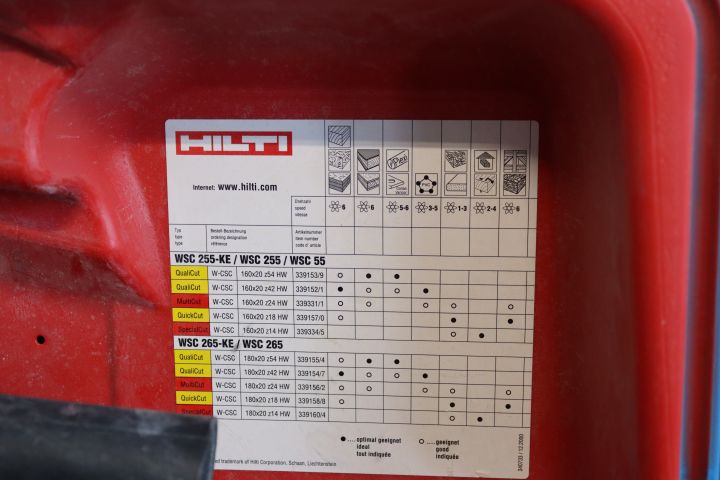 HILTI
Internet: www.hilti.com
Plexi
PVC
Drehzahl
speed
vitesse
6 6 5-6 3-5 1-3 2-4 6
Typ Bestell-Bezeichnung Artikelnummer
type ordering designation item number
type référence code d´ article
WSC 255-KE / WSC 255 / WSC 55
QualiCut W-CSC 160x20 z54 HW 339153/9 ○ ● ●
QualiCut W-CSC 160x20 z42 HW 339152/1 ● ○ ○ ●
MultiCut W-CSC 160x20 z24 HW 339331/1 ○ ○ ○ ○ ○
QuickCut W-CSC 160x20 z18 HW 339157/0 ○ ● ●
SpecialCut W-CSC 160x20 z14 HW 339334/5 ○ ●
WSC 265-KE / WSC 265
QualiCut W-CSC 180x20 z54 HW 339155/4 ○ ● ●
QualiCut W-CSC 180x20 z42 HW 339154/7 ● ○ ○ ●
MultiCut W-CSC 180x20 z24 HW 339156/2 ○ ○ ○ ○ ○
QuickCut W-CSC 180x20 z18 HW 339158/8 ○ ● ●
SpecialCut W-CSC 180x20 z14 HW 339160/4 ○ ●
● .... optimal geeignet ○ .... geeignet
ideal good
tout indiquée indiquée
trademark of Hilti Corporation, Schaan, Liechtenstein